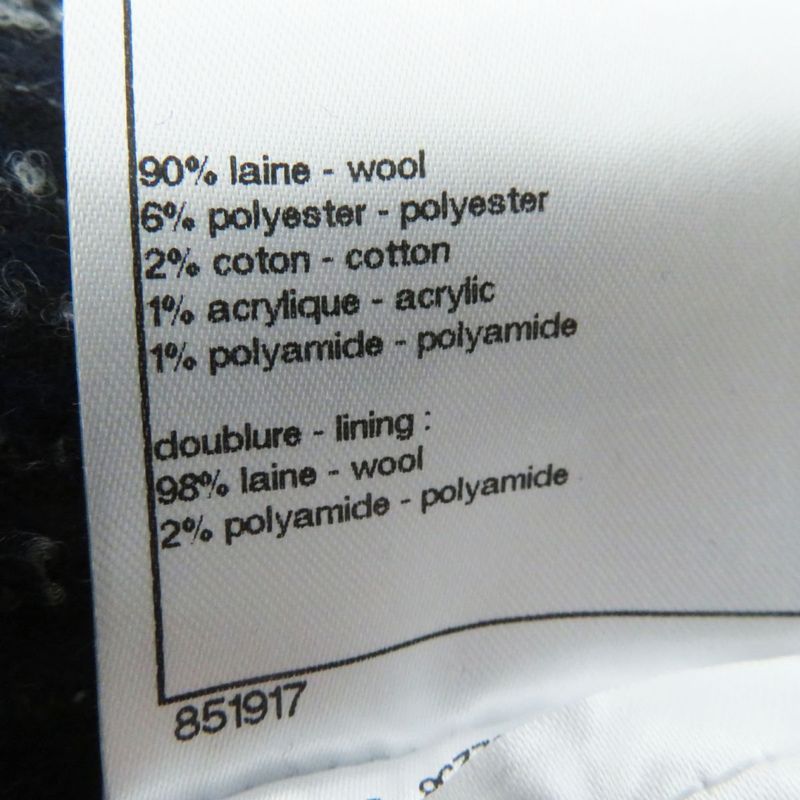 90% laine - wool
6% polyester - polyester
2% coton - cotton
1% acrylique - acrylic
1% polyamide - polyamide
doublure - lining :
98% laine - wool
2% polyamide - polyamide
851917